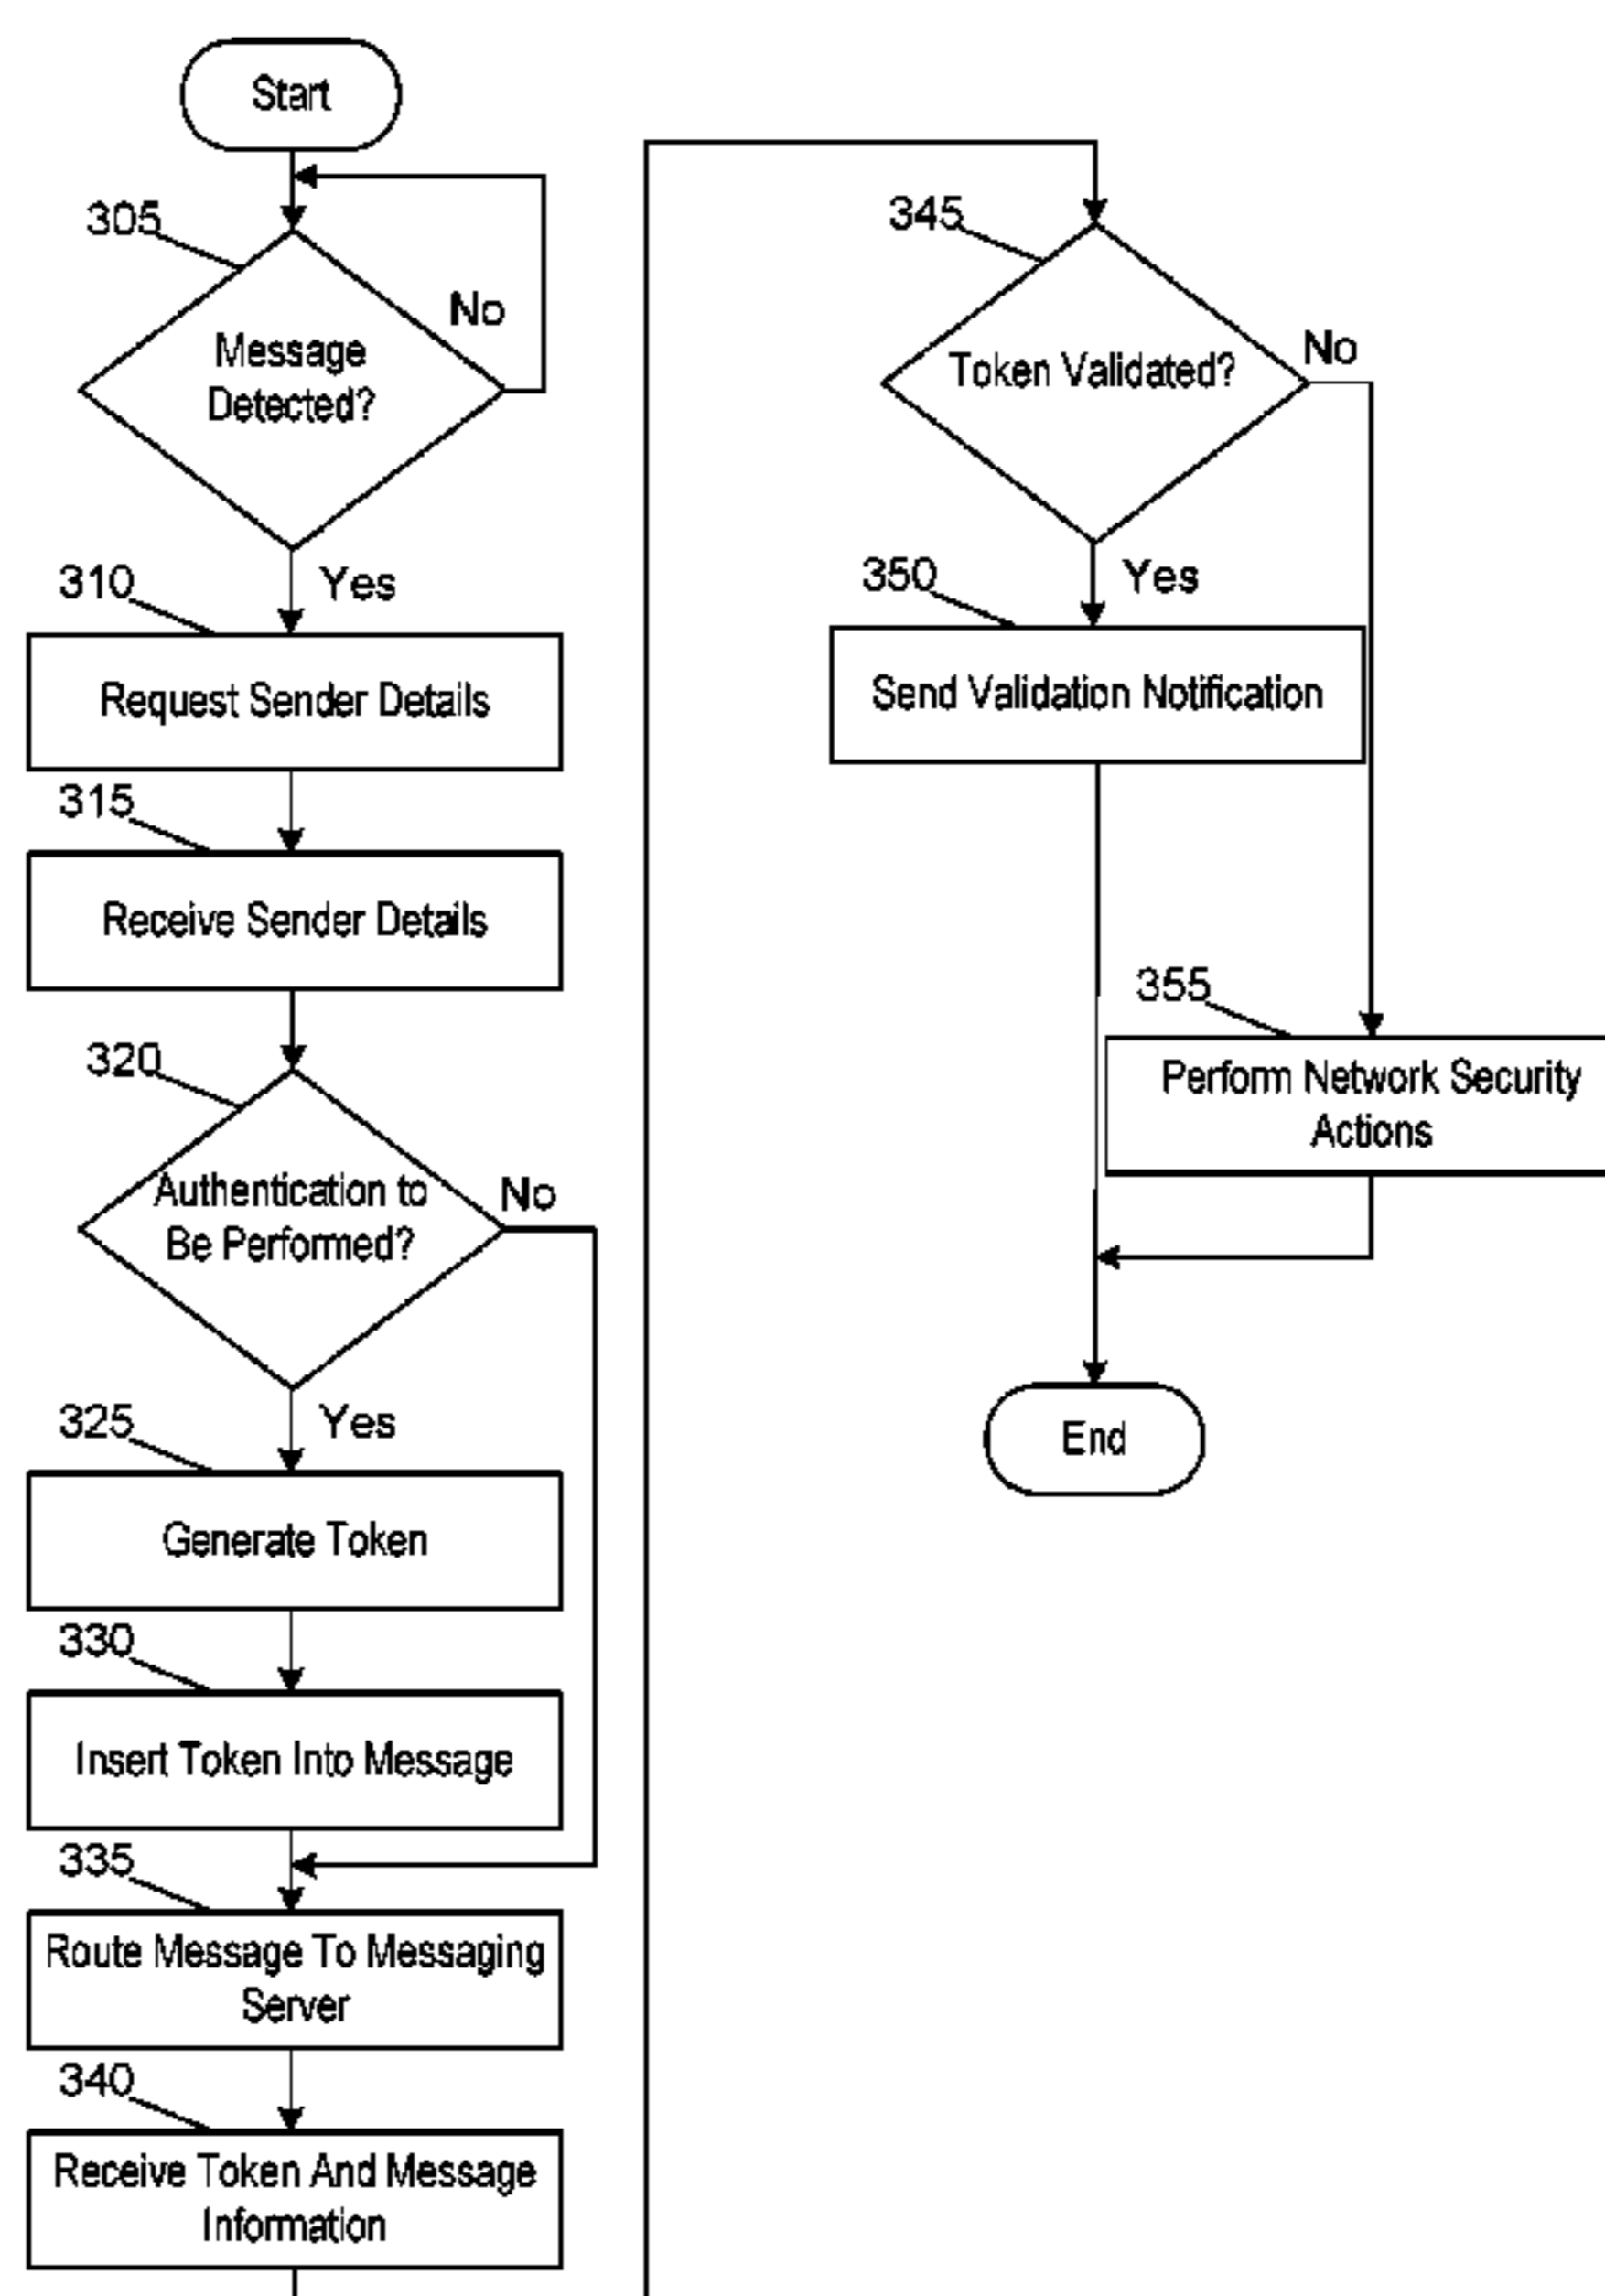 Start
305
Message
Detected?
No
Yes
310
Request Sender Details
315
Receive Sender Details
320
Authentication to
Be Performed?
No
Yes
325
Generate Token
330
Insert Token Into Message
335
Route Message To Messaging
Server
340
Receive Token And Message
Information
345
Token Validated?
No
Yes
350
Send Validation Notification
355
Perform Network Security
Actions
End